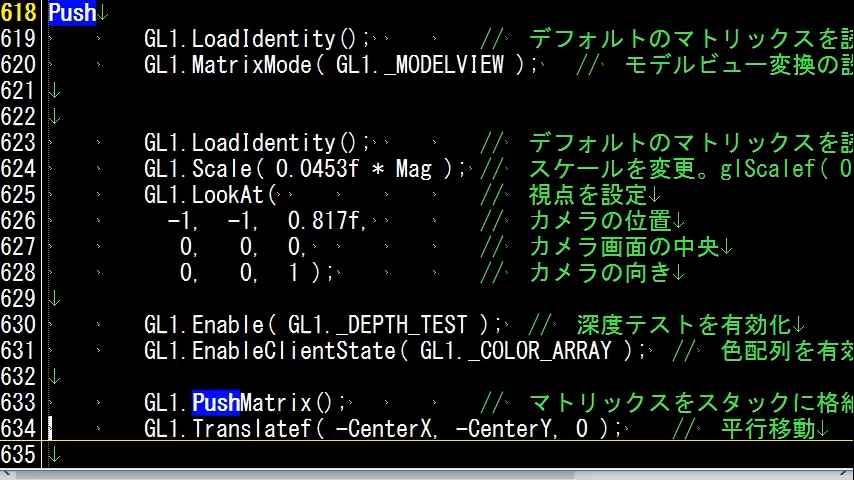 618 Push↓
619 GL1.LoadIdentity(); // デフォルトのマトリックスを読
620 GL1.MatrixMode( GL1._MODELVIEW ); // モデルビュー変換の設
621 ↓
622 ↓
623 GL1.LoadIdentity(); // デフォルトのマトリックスを読
624 GL1.Scale( 0.0453f * Mag ); // スケールを変更。glScalef( 0
625 GL1.LookAt( // 視点を設定↓
626 -1, -1, 0.817f, // カメラの位置↓
627 0, 0, 0, // カメラ画面の中央↓
628 0, 0, 1 ); // カメラの向き↓
629 ↓
630 GL1.Enable( GL1._DEPTH_TEST ); // 深度テストを有効化↓
631 GL1.EnableClientState( GL1._COLOR_ARRAY ); // 色配列を有効
632 ↓
633 GL1.PushMatrix(); // マトリックスをスタックに格納
634 GL1.Translatef( -CenterX, -CenterY, 0 ); // 平行移動↓
635 ↓